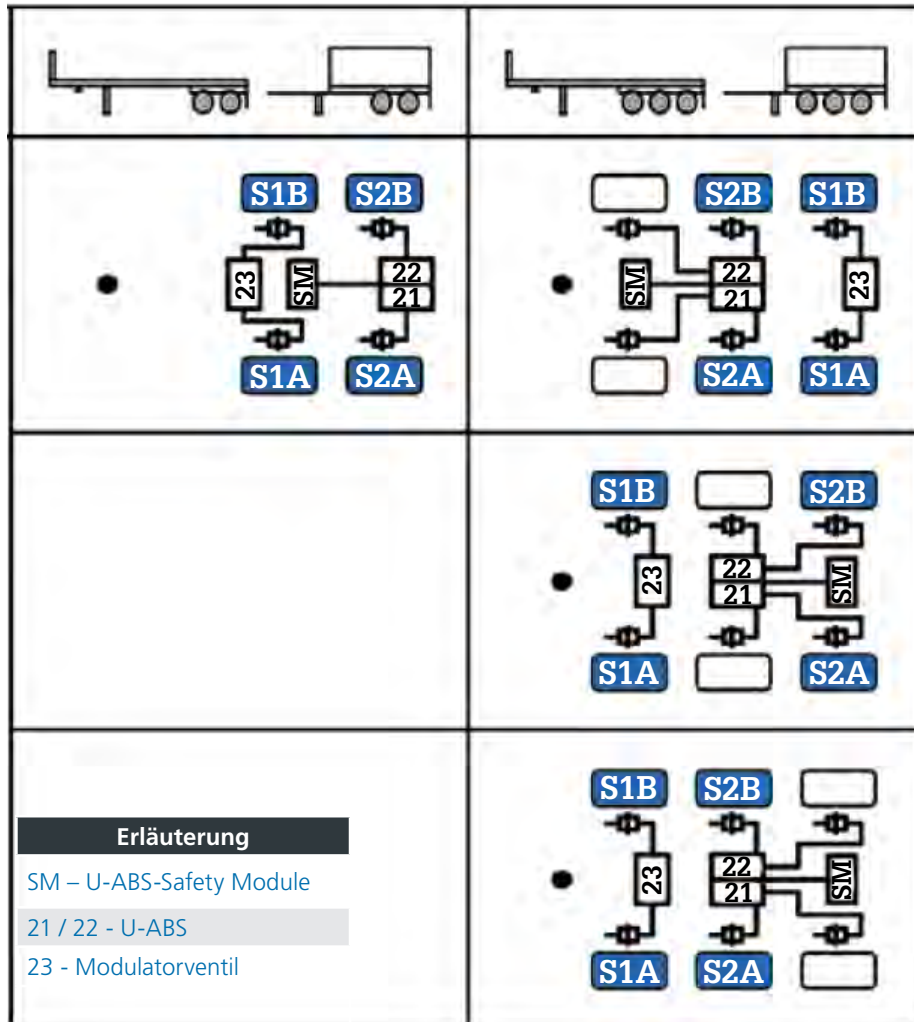 S1B S2B
23 SM 22
21
S1A S2A
S2B S1B
SM 22 23
21
S2A S1A
S1B S2B
23 22 SM
21
S1A S2A
S1B S2B
23 22 SM
21
S1A S2A
Erläuterung
SM – U-ABS-Safety Module
21 / 22 - U-ABS
23 - Modulatorventil